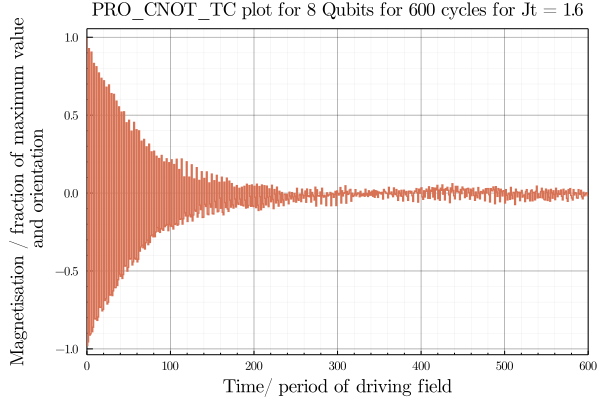 PRO_CNOT_TC plot for 8 Qubits for 600 cycles for Jt = 1.6
Magnetisation / fraction of maximum value
and orientation
1.0
0.5
0.0
−0.5
−1.0
0 100 200 300 400 500 600
Time/ period of driving field